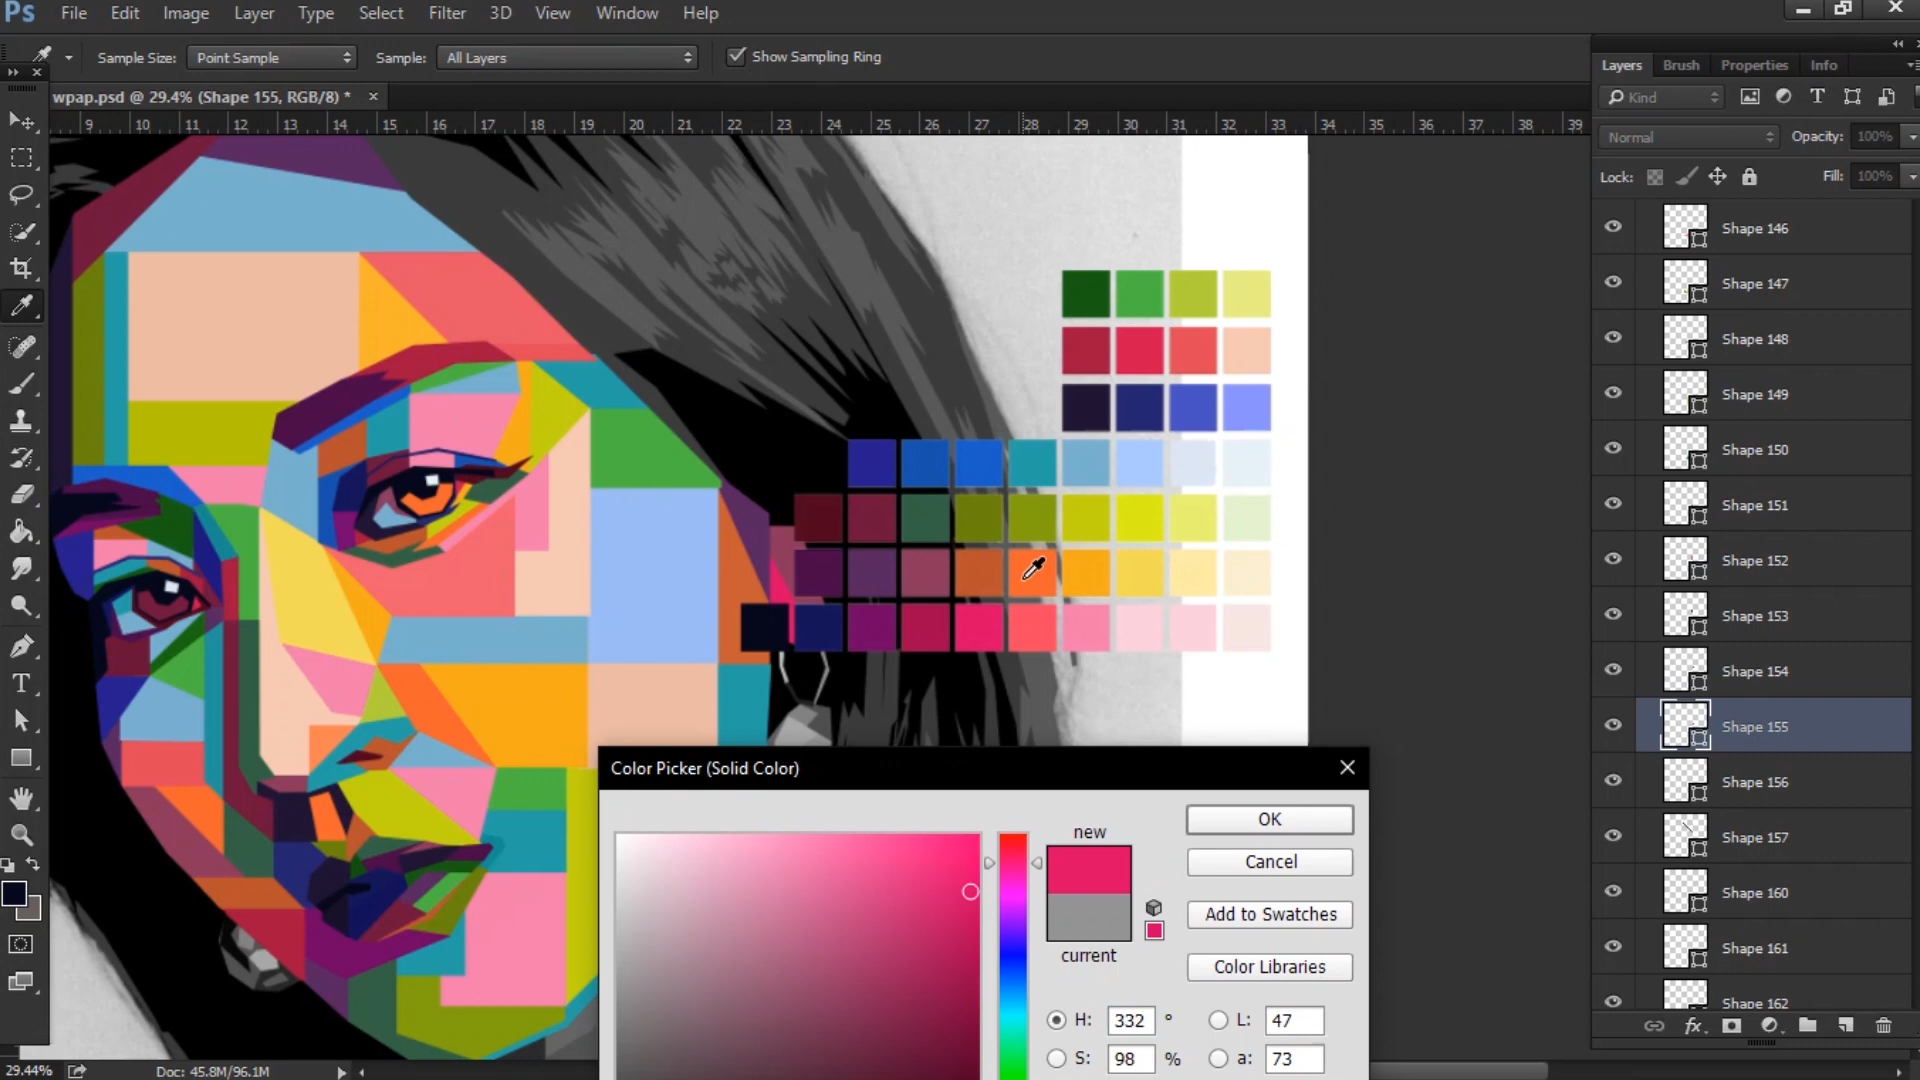 Ps File Edit Image Layer Type Select Filter 3D View Window Help
Sample Size: Point Sample Sample: All Layers Show Sampling Ring
wpap.psd @ 29.4% (Shape 155, RGB/8) * ×
9 10 11 12 13 14 15 16 17 18 19 20 21 22 23 24 25 26 27 28 29 30 31 32 33 34 35 36 37 38 39
Layers Brush Properties Info
Kind
Normal Opacity: 100%
Lock: Fill: 100%
Shape 146
Shape 147
Shape 148
Shape 149
Shape 150
Shape 151
Shape 152
Shape 153
Shape 154
Shape 155
Shape 156
Shape 157
Shape 160
Shape 161
Shape 162
fx
Color Picker (Solid Color)
new
current
OK
Cancel
Add to Swatches
Color Libraries
H: 332 ° L: 47
S: 98 % a: 73
29.44% Doc: 45.8M/96.1M